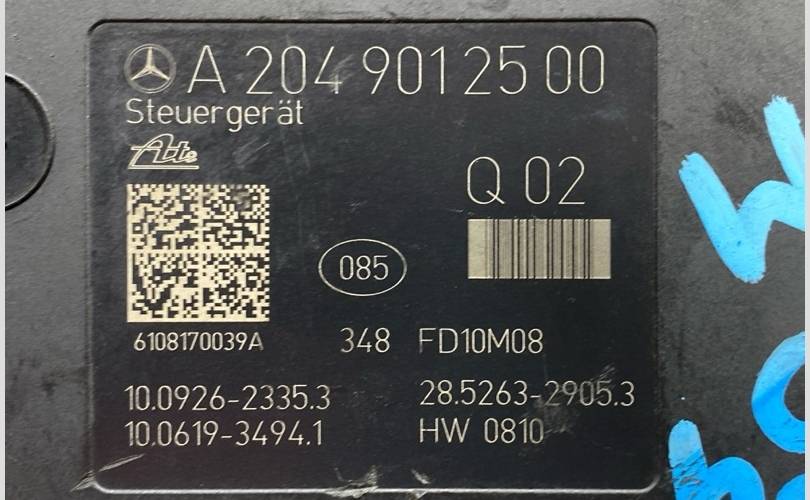 A 204 901 25 00
Steuergerät
Ate
Q 02
085
6108170039A 348 FD10M08
10.0926-2335.3 28.5263-2905.3
10.0619-3494.1 HW 0810